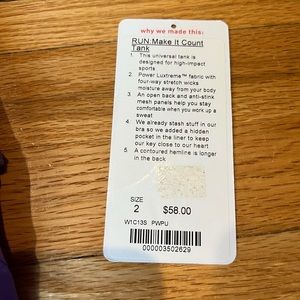 why we made this:
RUN:Make It Count
Tank
1. This universal tank is
designed for high-impact
sports
2. Power Luxtreme™ fabric with
four-way stretch wicks
moisture away from your body
3. An open back and anti-stink
mesh panels help you stay
comfortable when you work up a
sweat
4. We already stash stuff in our
bra so we added a hidden
pocket in the liner to keep our
key close to our heart
5. A contoured hemline is longer
in the back
SIZE
2 $58.00
W1C13S PWPU
000003502629